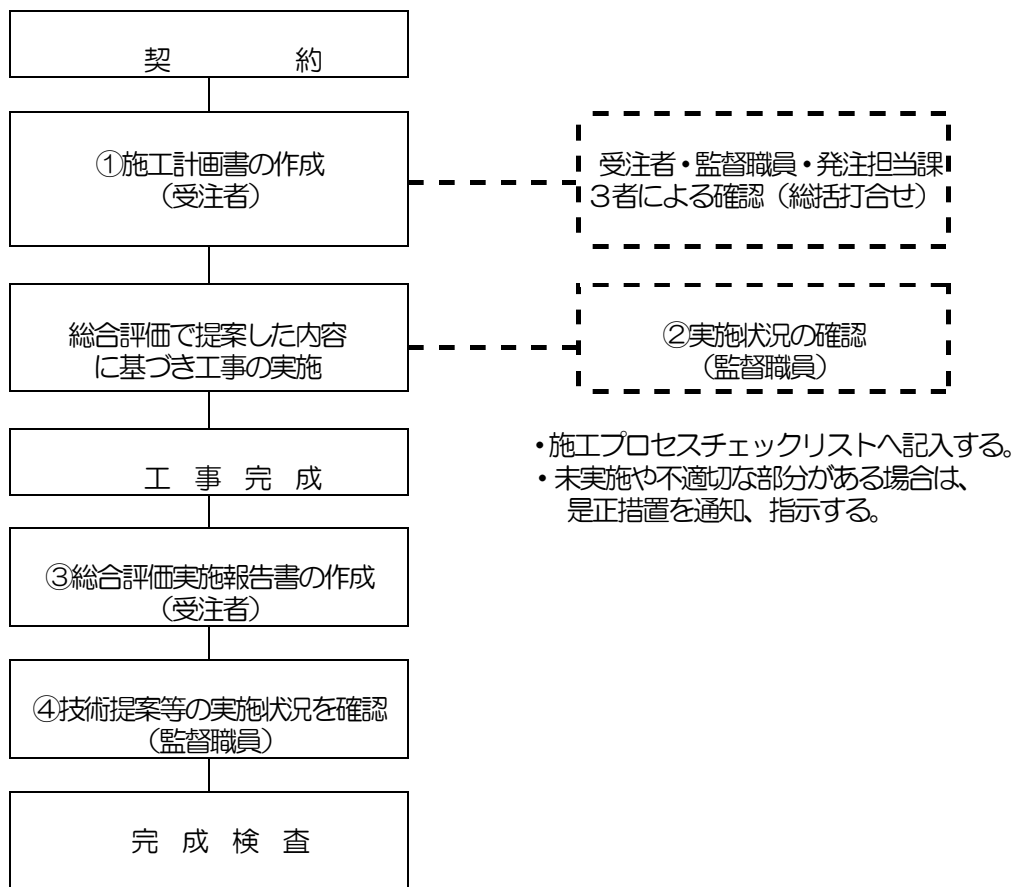 契　　　　約
①施工計画書の作成
（受注者）
受注者・監督職員・発注担当課
３者による確認（総括打合せ）
総合評価で提案した内容
に基づき工事の実施
②実施状況の確認
（監督職員）
・施工プロセスチェックリストへ記入する。
・未実施や不適切な部分がある場合は、
是正措置を通知、指示する。
工　事　完　成
③総合評価実施報告書の作成
（受注者）
④技術提案等の実施状況を確認
（監督職員）
完　成　検　査